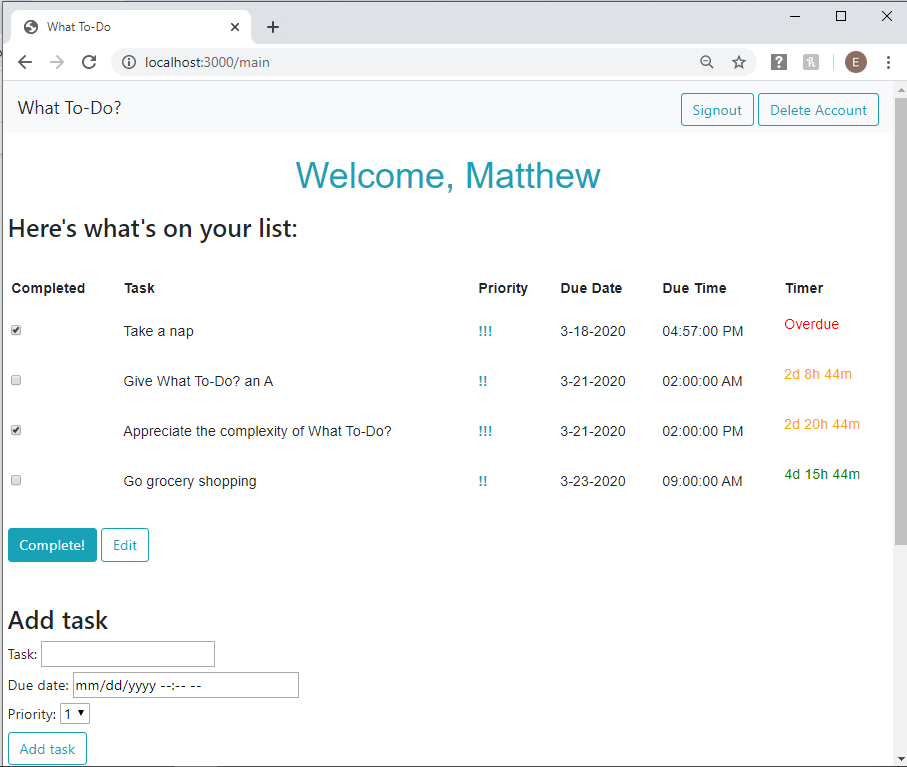 What To-Do
localhost:3000/main
E
What To-Do?
Signout Delete Account
Welcome, Matthew
Here's what's on your list:
Completed Task Priority Due Date Due Time Timer
Take a nap !!! 3-18-2020 04:57:00 PM Overdue
Give What To-Do? an A !! 3-21-2020 02:00:00 AM 2d 8h 44m
Appreciate the complexity of What To-Do? !!! 3-21-2020 02:00:00 PM 2d 20h 44m
Go grocery shopping !! 3-23-2020 09:00:00 AM 4d 15h 44m
Complete! Edit
Add task
Task:
Due date: mm/dd/yyyy --:-- --
Priority: 1
Add task